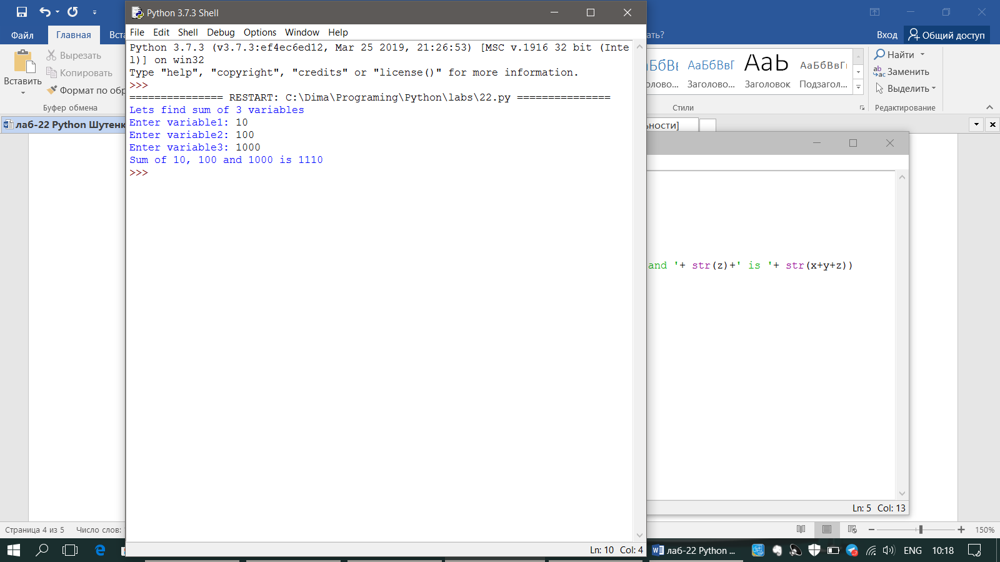 Python 3.7.3 Shell
File Edit Shell Debug Options Window Help
Python 3.7.3 (v3.7.3:ef4ec6ed12, Mar 25 2019, 21:26:53) [MSC v.1916 32 bit (Inte
l)] on win32
Type "help", "copyright", "credits" or "license()" for more information.
>>>
=============== RESTART: C:\Dima\Programing\Python\labs\22.py ===============
Lets find sum of 3 variables
Enter variable1: 10
Enter variable2: 100
Enter variable3: 1000
Sum of 10, 100 and 1000 is 1110
>>>
Ln: 10 Col: 4
Файл Главная Вста
ать?
Вход Общий доступ
Вставить
Вырезать
Копировать
Формат по обр
Буфер обмена
АБбВв АаБбВвГ АаЬ АаБбВвГг
олово... Заголово... Заголовок Подзагол...
Стили
Найти
Заменить
Выделить
Редактирование
лаб-22 Python Шутенк
ьности]
and '+ str(z)+' is '+ str(x+y+z))
Ln: 5 Col: 13
Страница 4 из 5 Число слов:
150%
лаб-22 Python ...
ENG 10:18